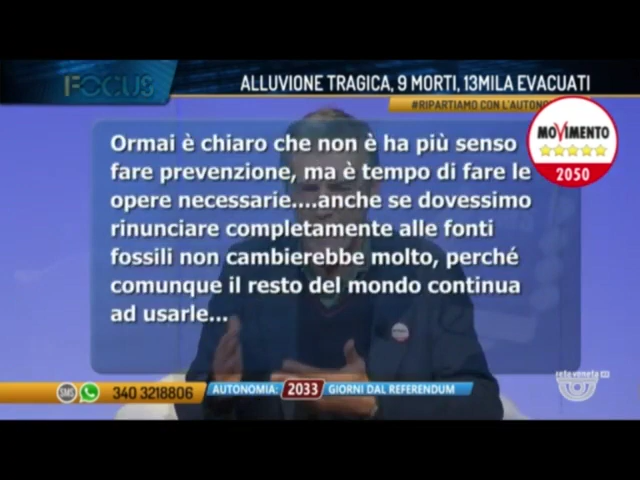 FOCUS
ALLUVIONE TRAGICA, 9 MORTI, 13MILA EVACUATI
#RIPARTIAMO CON L'AUTONO
MOVIMENTO
2050
Ormai è chiaro che non è ha più senso
fare prevenzione, ma è tempo di fare le
opere necessarie....anche se dovessimo
rinunciare completamente alle fonti
fossili non cambierebbe molto, perché
comunque il resto del mondo continua
ad usarle...
SMS 340 3218806 AUTONOMIA: 2033 GIORNI DAL REFERENDUM
rete veneta